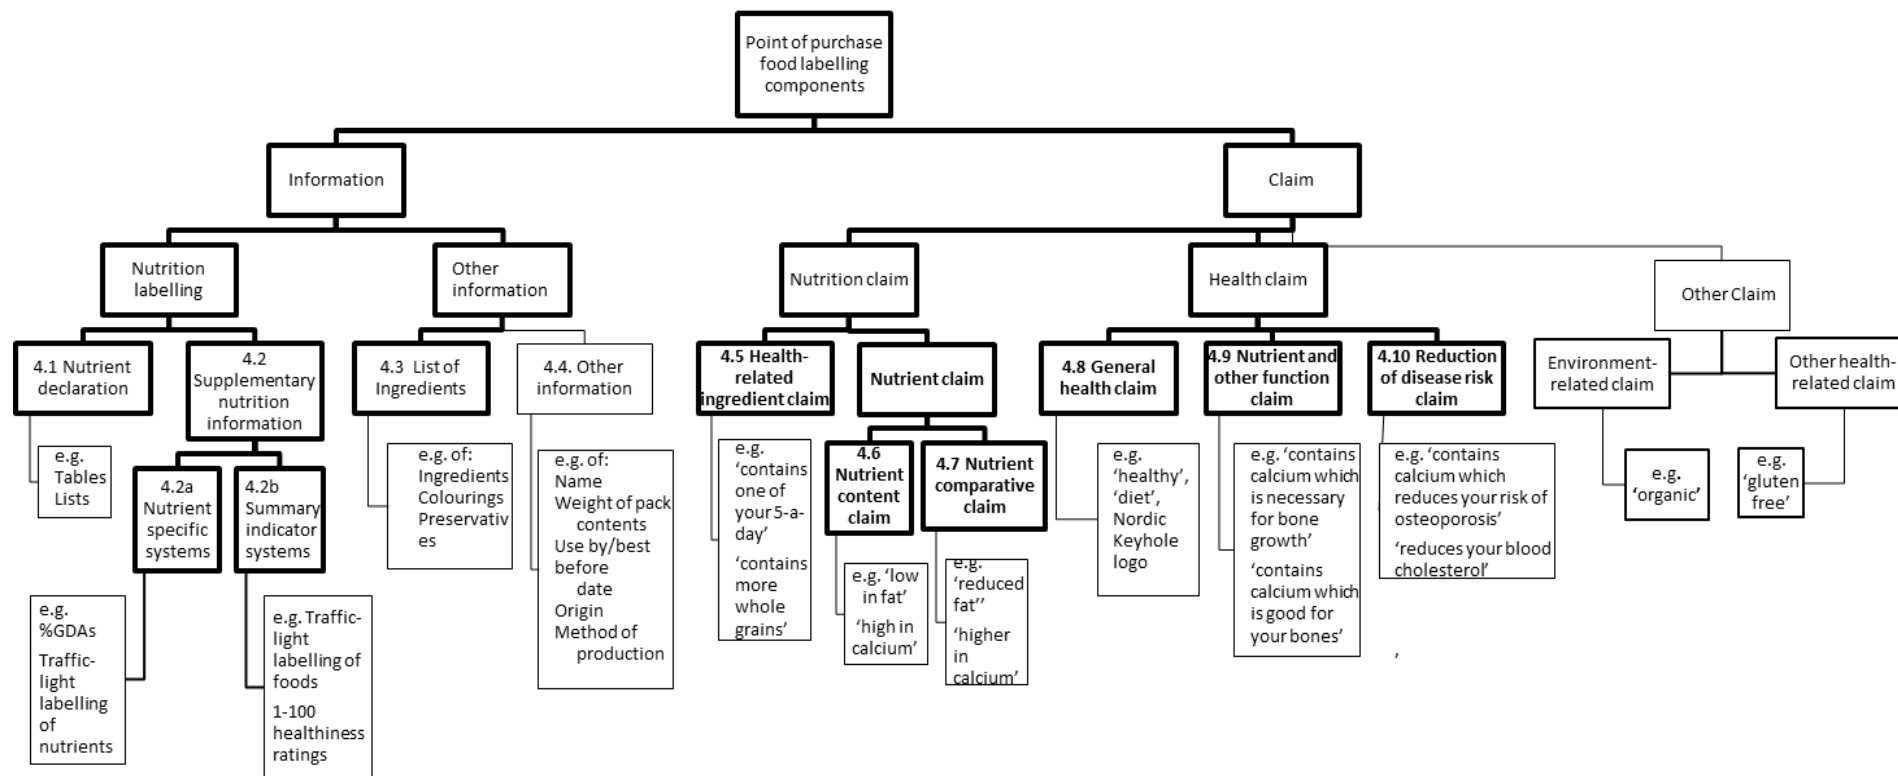 Point of purchase
food labelling
components
Information
Claim
Nutrition
labelling
Other
information
Nutrition claim
Health claim
Other Claim
4.1 Nutrient
declaration
4.2
Supplementary
nutrition
information
4.3 List of
Ingredients
4.4. Other
information
4.5 Health-
related
ingredient claim
Nutrient claim
4.8 General
health claim
4.9 Nutrient and
other function
claim
4.10 Reduction
of disease risk
claim
Environment-
related claim
Other health-
related claim
e.g.
Tables
Lists
4.2a
Nutrient
specific
systems
4.2b
Summary
indicator
systems
e.g. of:
Ingredients
Colourings
Preservativ
es
e.g. of:
Name
Weight of pack
contents
Use by/best
before
date
Origin
Method of
production
e.g.
‘contains
one of
your 5-a-
day’
‘contains
more
whole
grains’
4.6
Nutrient
content
claim
4.7 Nutrient
comparative
claim
e.g.
‘healthy’,
‘diet’,
Nordic
Keyhole
logo
e.g. ‘contains
calcium which
is necessary
for bone
growth’
‘contains
calcium which
is good for
your bones’
e.g. ‘contains
calcium which
reduces your risk of
osteoporosis’
‘reduces your blood
cholesterol’
,
e.g.
‘organic’
e.g.
‘gluten
free’
e.g.
%GDAs
Traffic-
light
labelling
of
nutrients
e.g. Traffic-
light
labelling of
foods
1-100
healthiness
ratings
e.g. ‘low
in fat’
‘high in
calcium’
e.g.
‘reduced
fat’’
‘higher
in
calcium’